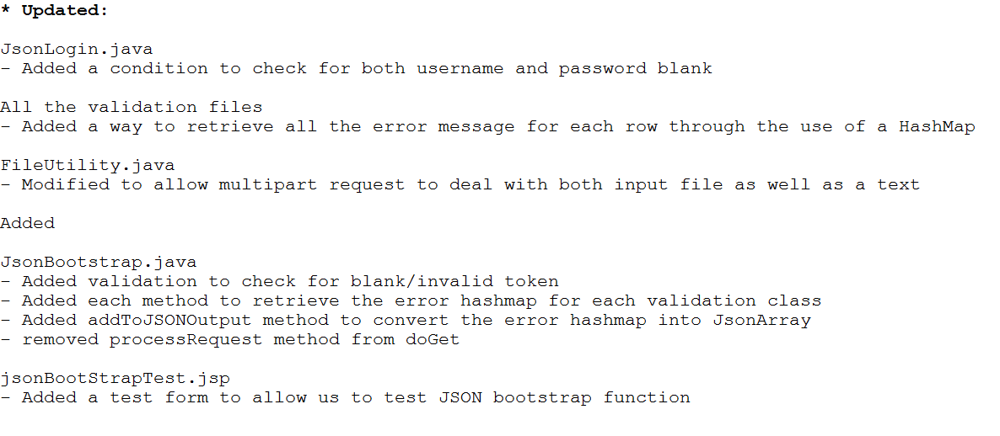 * Updated:
JsonLogin.java
- Added a condition to check for both username and password blank
All the validation files
- Added a way to retrieve all the error message for each row through the use of a HashMap
FileUtility.java
- Modified to allow multipart request to deal with both input file as well as a text
Added
JsonBootstrap.java
- Added validation to check for blank/invalid token
- Added each method to retrieve the error hashmap for each validation class
- Added addToJSONOutput method to convert the error hashmap into JsonArray
- removed processRequest method from doGet
jsonBootStrapTest.jsp
- Added a test form to allow us to test JSON bootstrap function